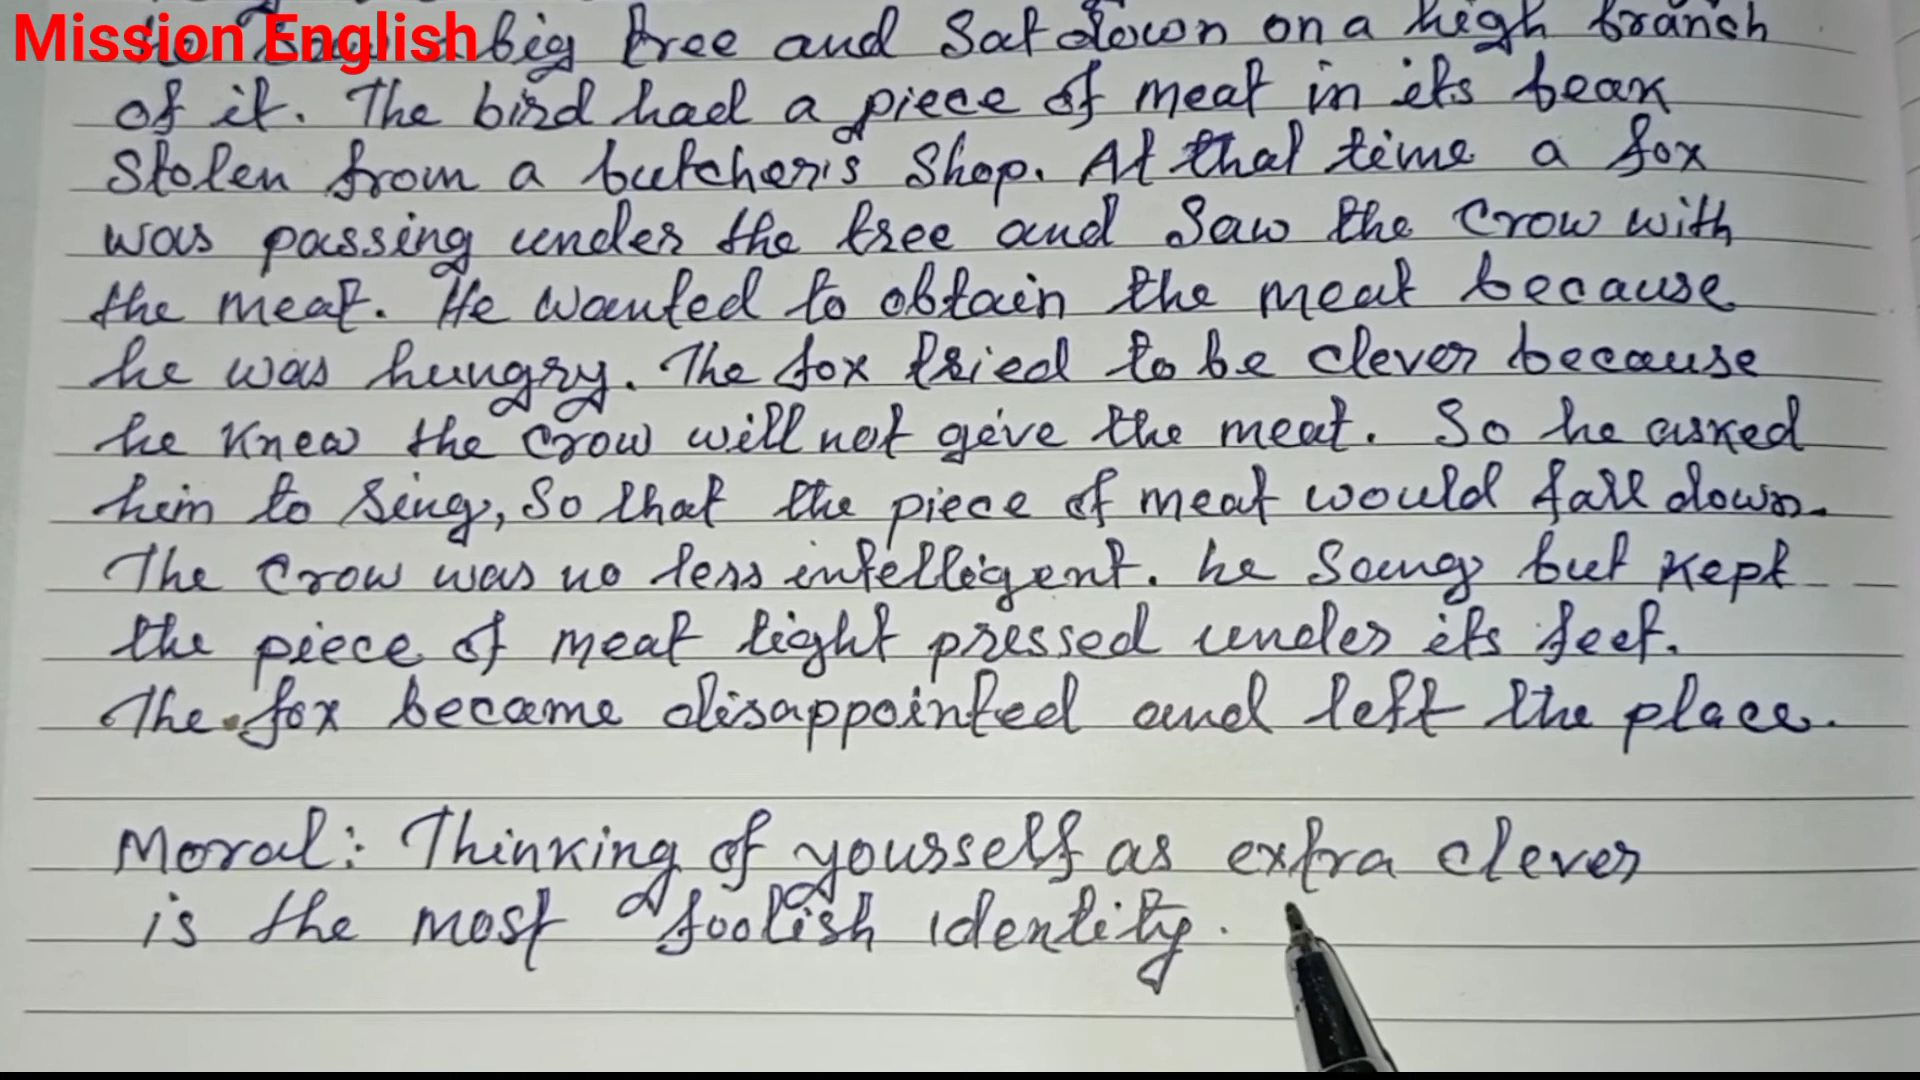 Mission English
big tree and Sat down on a high branch
of it. The bird had a piece of meat in its beak
Stolen from a butcher's Shop. At that time a fox
was passing under the tree and Saw the Crow with
the meat. He wanted to obtain the meat because
he was hungry. The fox tried to be clever because
he knew the crow will not give the meat. So he asked
him to Sing, So that the piece of meat would fall down.
The Crow was no less intelligent. he Sang but kept
the piece of meat tight pressed under its feet.
The fox became disappointed and left the place.
Moral: Thinking of yoursself as extra clever
is the most foolish identity.